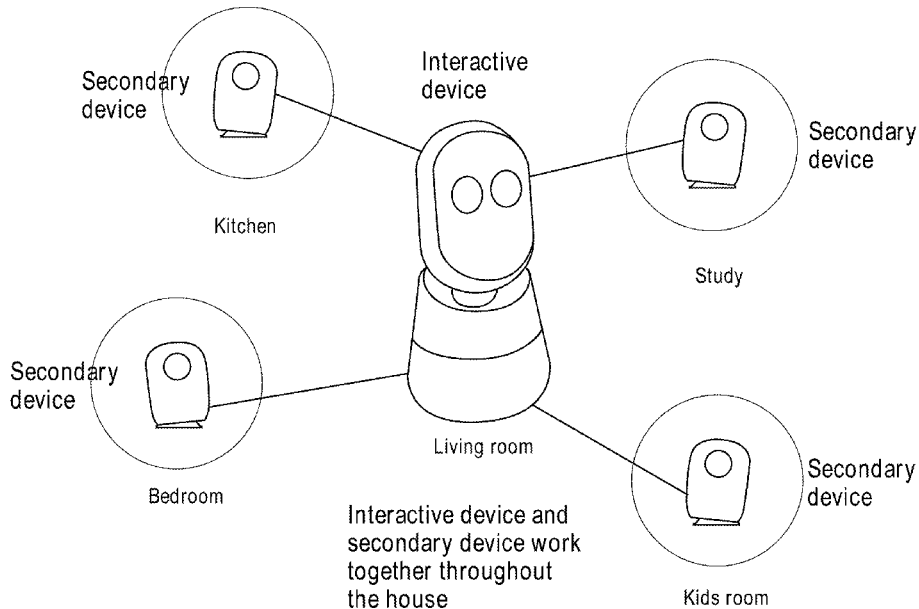 Secondary
device
Interactive
device
Secondary
device
Kitchen
Study
Secondary
device
Living room
Bedroom
Secondary
device
Interactive device and
secondary device work
together throughout
the house
Kids room